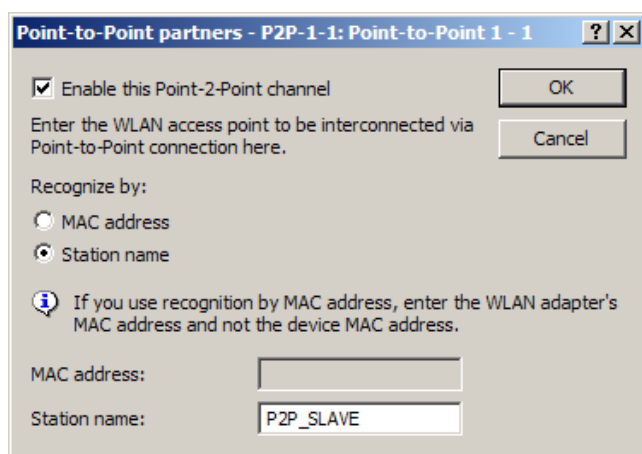 Point-to-Point partners - P2P-1-1: Point-to-Point 1 - 1
Enable this Point-2-Point channel
OK
Enter the WLAN access point to be interconnected via
Point-to-Point connection here.
Cancel
Recognize by:
MAC address
Station name
If you use recognition by MAC address, enter the WLAN adapter's
MAC address and not the device MAC address.
MAC address:
Station name:
P2P_SLAVE